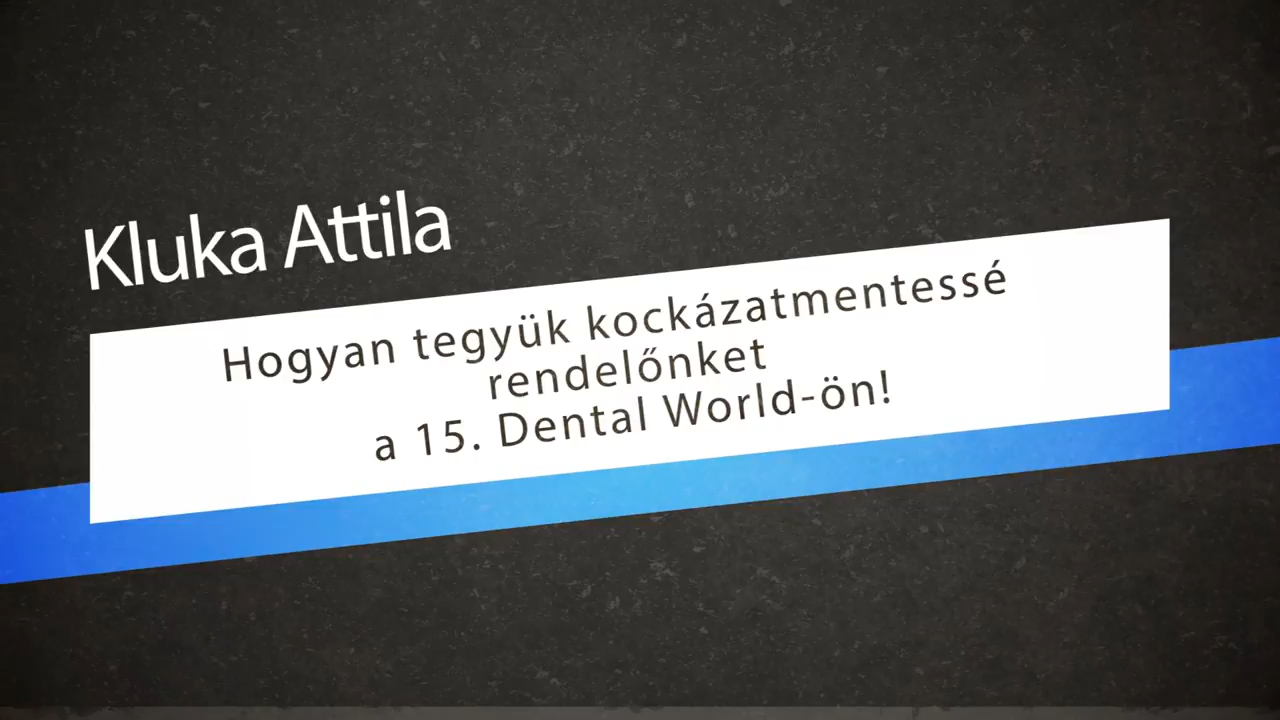 Kluka Attila
Hogyan tegyük kockázatmentessé
rendelőnket
a 15. Dental World-ön!